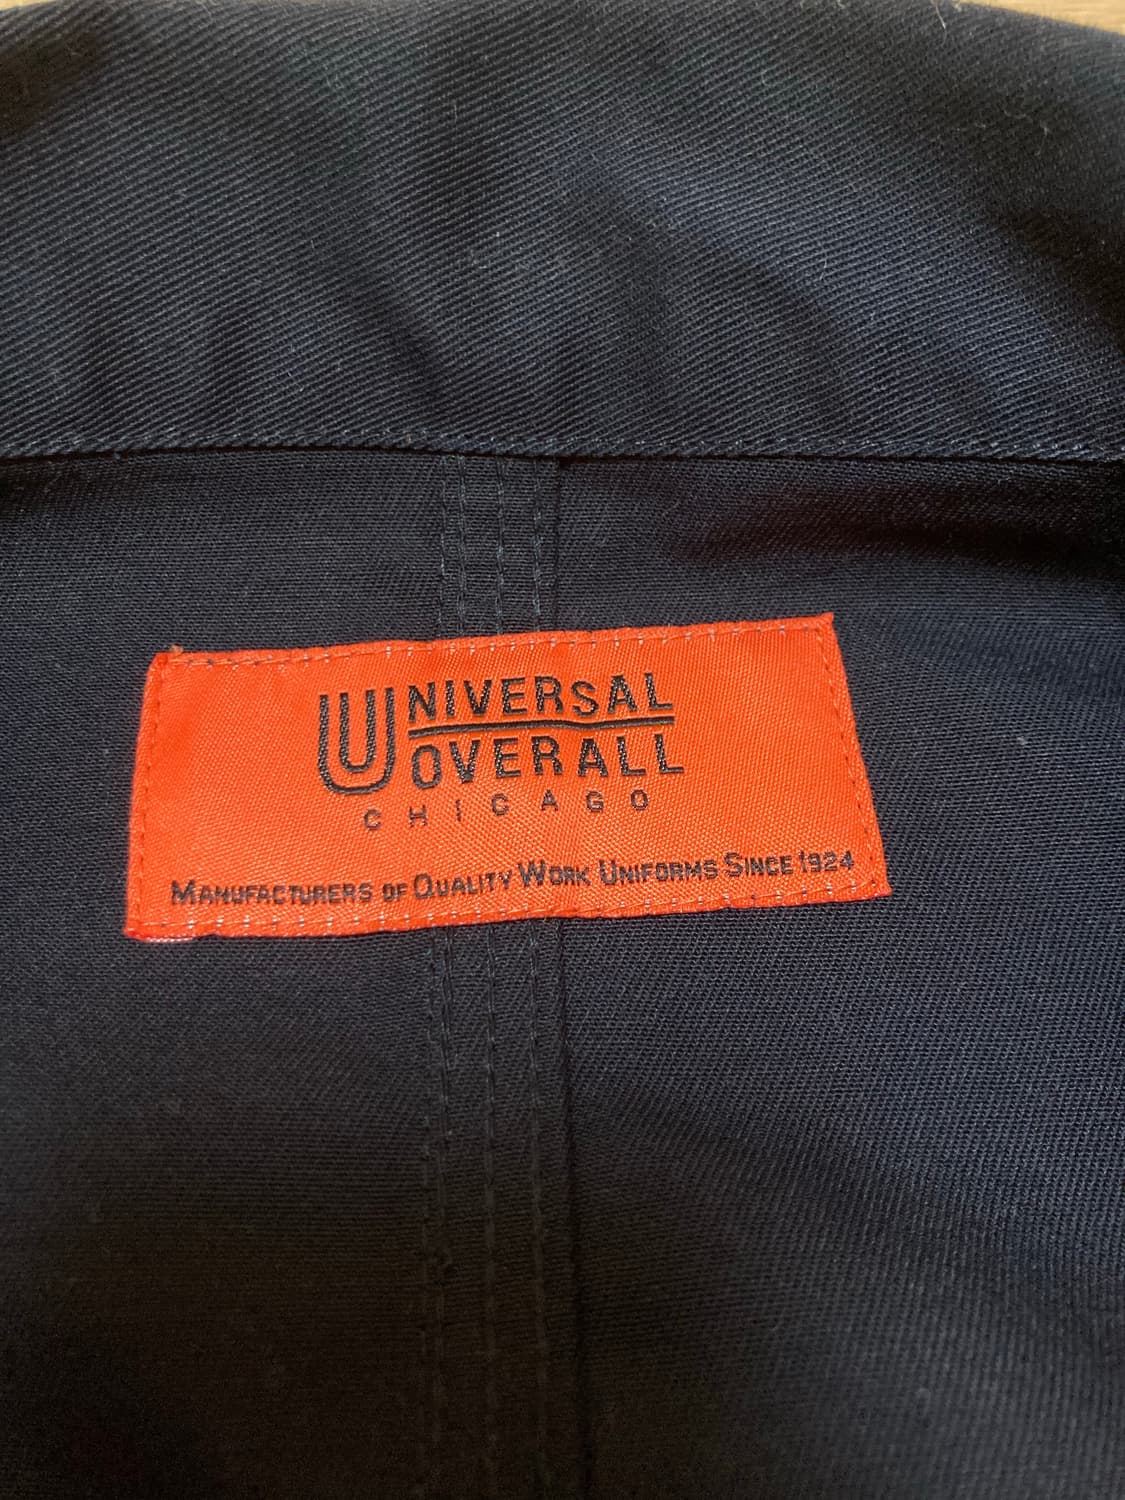 UNIVERSAL
OVERALL
CHICAGO
MANUFACTURERS OF QUALITY WORK UNIFORMS SINCE 1924